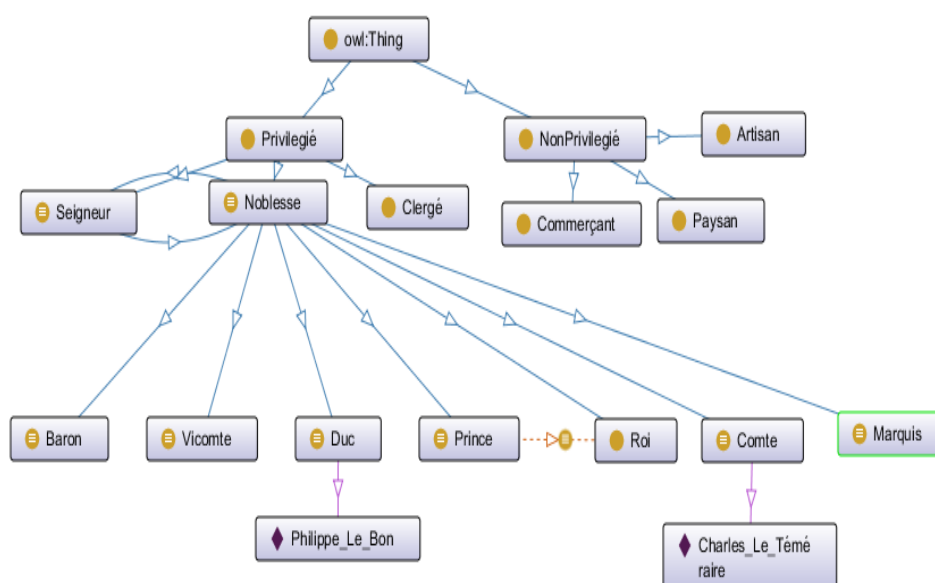 owl:Thing
Privilegié
NonPrivilegié
Artisan
Seigneur
Noblesse
Clergé
Commerçant
Paysan
Baron
Vicomte
Duc
Prince
Roi
Comte
Marquis
Philippe_Le_Bon
Charles_Le_Témé
raire